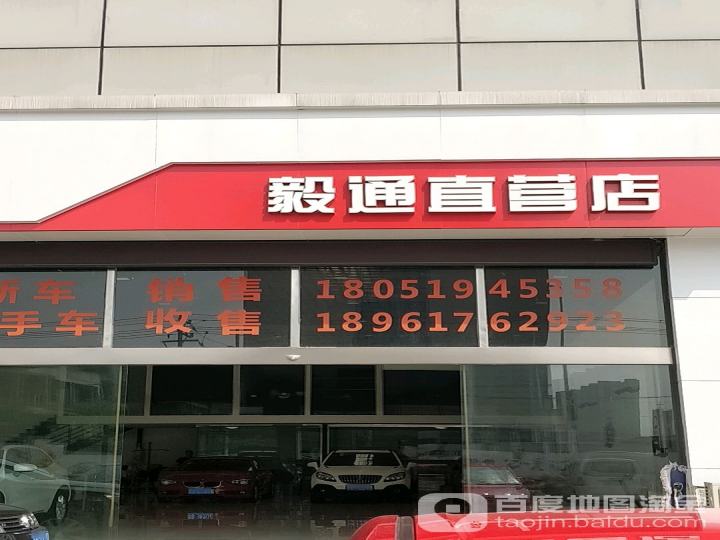 毅通直营店
新车 销售 18051945358
手车 收售 18961762923
百度地图淘金
taojin.baidu.com